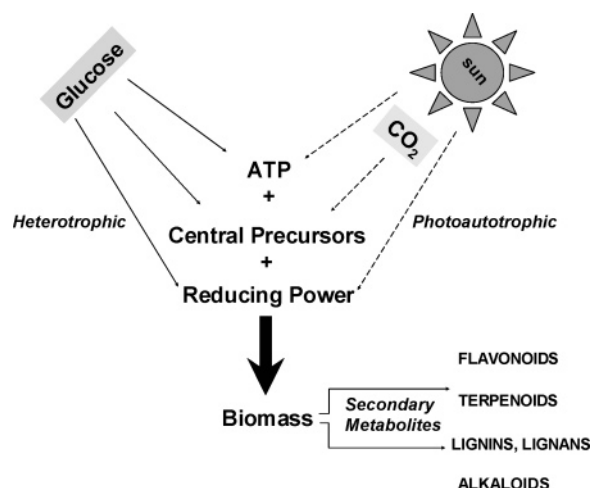 Glucose
sun
CO2
ATP
+
Heterotrophic
Photoautotrophic
Central Precursors
+
Reducing Power
FLAVONOIDS
Biomass
Secondary
Metabolites
TERPENOIDS
LIGNINS, LIGNANS
ALKALOIDS